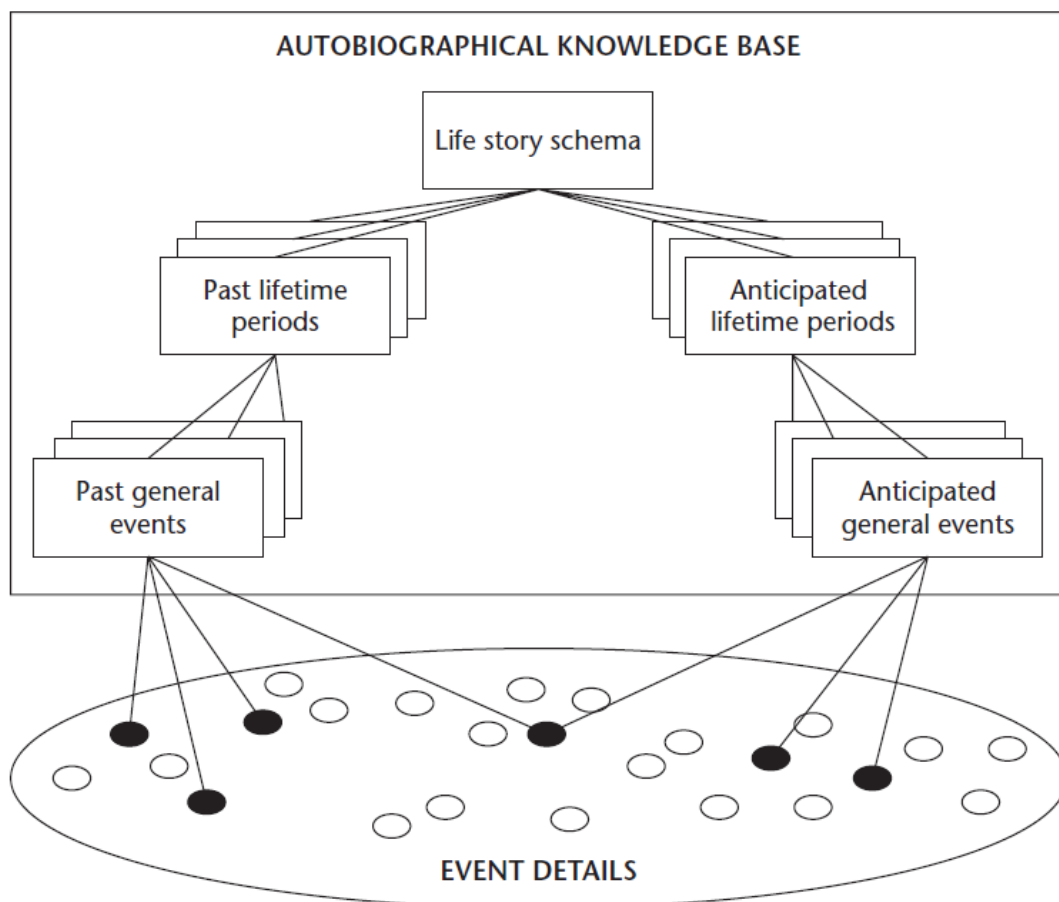 AUTOBIOGRAPHICAL KNOWLEDGE BASE
Life story schema
Past lifetime
periods
Anticipated
lifetime periods
Past general
events
Anticipated
general events
EVENT DETAILS